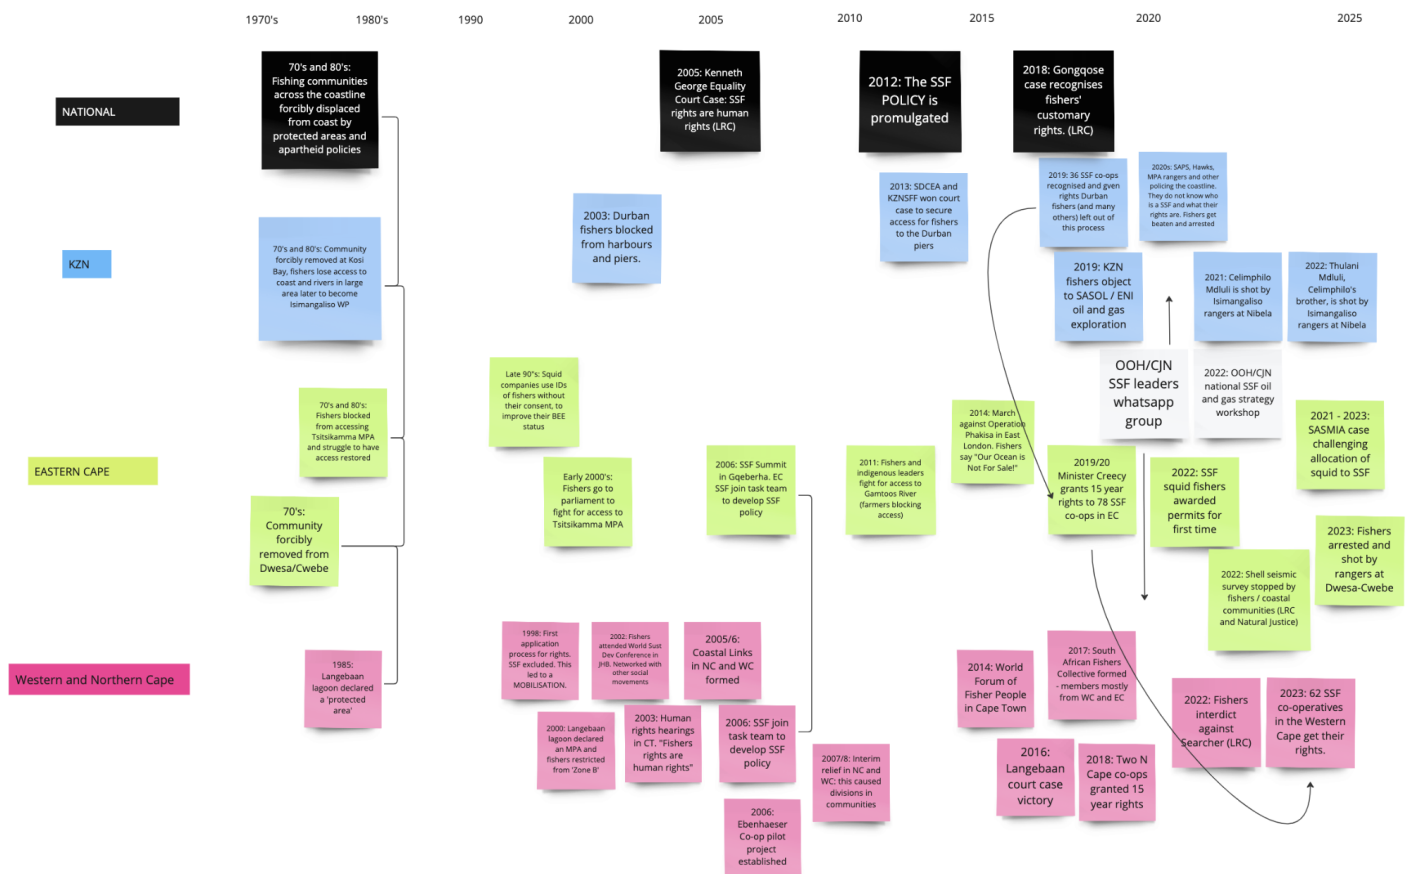 1970's
1980's
1990
2000
2005
2010
2015
2020
2025
NATIONAL
70's and 80's:
Fishing communities
across the coastline
forcibly displaced
from coast by
protected areas and
apartheid policies
2005: Kenneth
George Equality
Court Case: SSF
rights are human
rights (LRC)
2012: The SSF
POLICY is
promulgated
2018: Gongqose
case recognises
fishers'
customary
rights. (LRC)
KZN
70's and 80's: Community
forcibly removed at Kosi
Bay, fishers lose access to
coast and rivers in large
area later to become
Isimangaliso WP
2003: Durban
fishers blocked
from harbours
and piers.
2013: SDCEA and
KZNSFF won court
case to secure
access for fishers
to the Durban
piers
2019: 36 SSF co-ops
recognised and gven
rights Durban
fishers (and many
others) left out of
this process
2020s: SAPS, Hawks,
MPA rangers and other
policing the coastline.
They do not know who
is a SSF and what their
rights are. Fishers get
beaten and arrested
2019: KZN
fishers object
to SASOL / ENI
oil and gas
exploration
2021: Celimphilo
Mdluli is shot by
Isimangaliso
rangers at Nibela
2022: Thulani
Mdluli,
Celimphilo's
brother, is shot by
Isimangaliso
rangers at Nibela
OOH/CJN
SSF leaders
whatsapp
group
2022: OOH/CJN
national SSF oil
and gas strategy
workshop
EASTERN CAPE
70's and 80's:
Fishers blocked
from accessing
Tsitsikamma MPA
and struggle to have
access restored
70's:
Community
forcibly
removed from
Dwesa/Cwebe
Late 90"s: Squid
companies use IDs
of fishers without
their consent, to
improve their BEE
status
Early 2000's:
Fishers go to
parliament to
fight for access to
Tsitsikamma MPA
2006: SSF Summit
in Gqeberha. EC
SSF join task team
to develop SSF
policy
2011: Fishers and
indigenous leaders
fight for access to
Gamtoos River
(farmers blocking
access)
2014: March
against Operation
Phakisa in East
London. Fishers
say "Our Ocean is
Not For Sale!"
2019/20
Minister Creecy
grants 15 year
rights to 78 SSF
co-ops in EC
2022: SSF
squid fishers
awarded
permits for
first time
2021 - 2023:
SASMIA case
challenging
allocation of
squid to SSF
2022: Shell seismic
survey stopped by
fishers / coastal
communities (LRC
and Natural Justice)
2023: Fishers
arrested and
shot by
rangers at
Dwesa-Cwebe
Western and Northern Cape
1985:
Langebaan
lagoon declared
a 'protected
area'
1998: First
application
process for rights.
SSF excluded. This
led to a
MOBILISATION.
2002: Fishers
attended World Sust
Dev Conference in
JHB. Networked with
other social
movements
2005/6:
Coastal Links
in NC and WC
formed
2000: Langebaan
lagoon declared
an MPA and
fishers restricted
from 'Zone B'
2003: Human
rights hearings
in CT. "Fishers
rights are
human rights"
2006: SSF join
task team to
develop SSF
policy
2006:
Ebenhaeser
Co-op pilot
project
established
2007/8: Interim
relief in NC and
WC: this caused
divisions in
communities
2014: World
Forum of
Fisher People
in Cape Town
2017: South
African Fishers
Collective formed
- members mostly
from WC and EC
2016:
Langebaan
court case
victory
2018: Two N
Cape co-ops
granted 15
year rights
2022: Fishers
interdict
against
Searcher (LRC)
2023: 62 SSF
co-operatives
in the Western
Cape get their
rights.